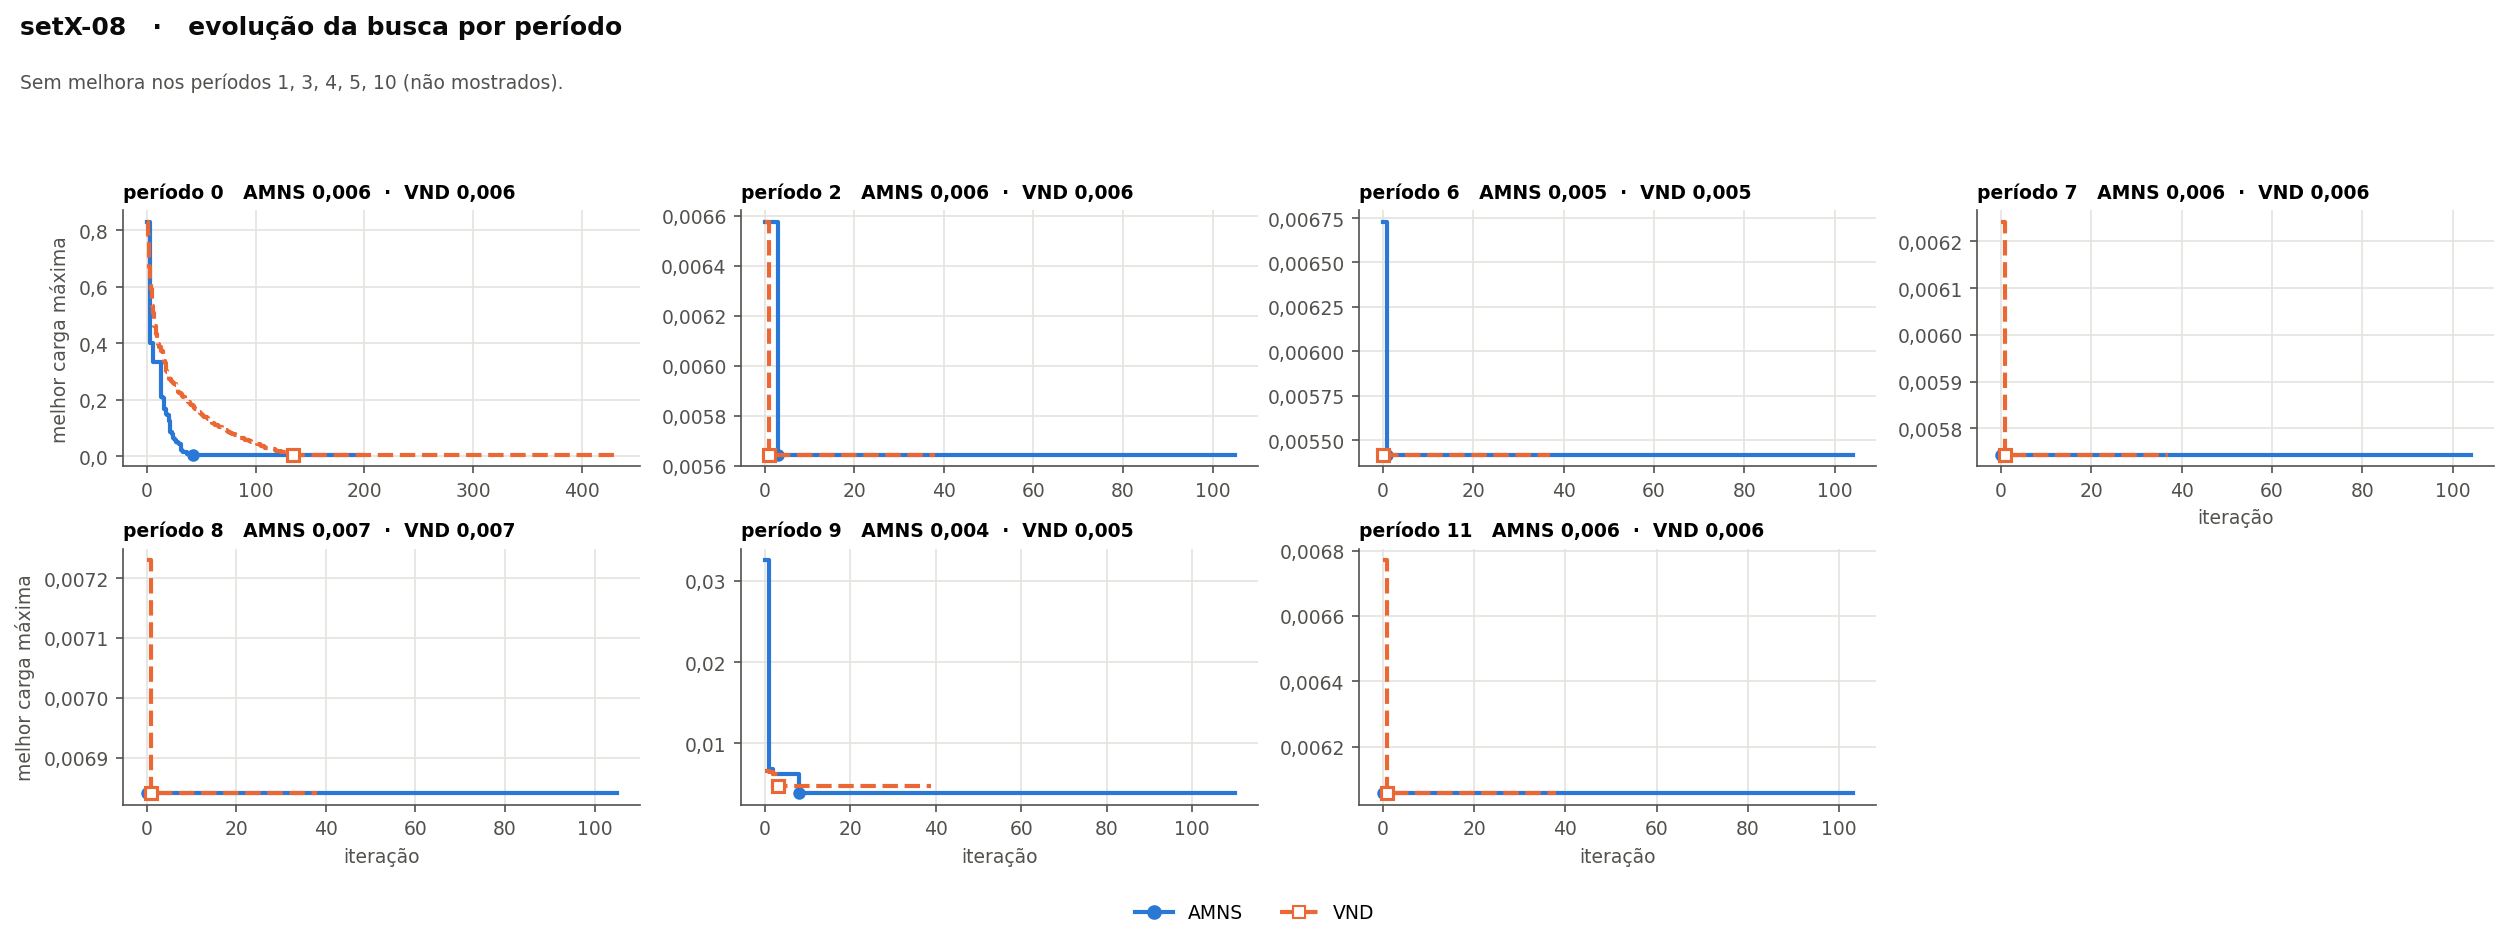 setX-08   ·   evolução da busca por período
Sem melhora nos períodos 1, 3, 4, 5, 10 (não mostrados).
período 0   AMNS 0,006  ·  VND 0,006
melhor carga máxima
0,8
0,6
0,4
0,2
0,0
0 100 200 300 400
período 2   AMNS 0,006  ·  VND 0,006
0,0066
0,0064
0,0062
0,0060
0,0058
0,0056
0 20 40 60 80 100
período 6   AMNS 0,005  ·  VND 0,005
0,00675
0,00650
0,00625
0,00600
0,00575
0,00550
0 20 40 60 80 100
período 7   AMNS 0,006  ·  VND 0,006
0,0062
0,0061
0,0060
0,0059
0,0058
0 20 40 60 80 100
iteração
período 8   AMNS 0,007  ·  VND 0,007
melhor carga máxima
0,0072
0,0071
0,0070
0,0069
0 20 40 60 80 100
iteração
período 9   AMNS 0,004  ·  VND 0,005
0,03
0,02
0,01
0 20 40 60 80 100
iteração
período 11   AMNS 0,006  ·  VND 0,006
0,0068
0,0066
0,0064
0,0062
0 20 40 60 80 100
iteração
AMNS VND